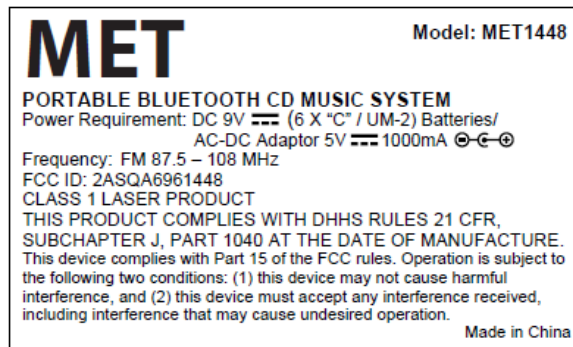 MET
Model: MET1448
PORTABLE BLUETOOTH CD MUSIC SYSTEM
Power Requirement: DC 9V ⎓ (6 X “C” / UM-2) Batteries/
AC-DC Adaptor 5V ⎓ 1000mA
Frequency: FM 87.5 – 108 MHz
FCC ID: 2ASQA6961448
CLASS 1 LASER PRODUCT
THIS PRODUCT COMPLIES WITH DHHS RULES 21 CFR,
SUBCHAPTER J, PART 1040 AT THE DATE OF MANUFACTURE.
This device complies with Part 15 of the FCC rules. Operation is subject to
the following two conditions: (1) this device may not cause harmful
interference, and (2) this device must accept any interference received,
including interference that may cause undesired operation.
Made in China